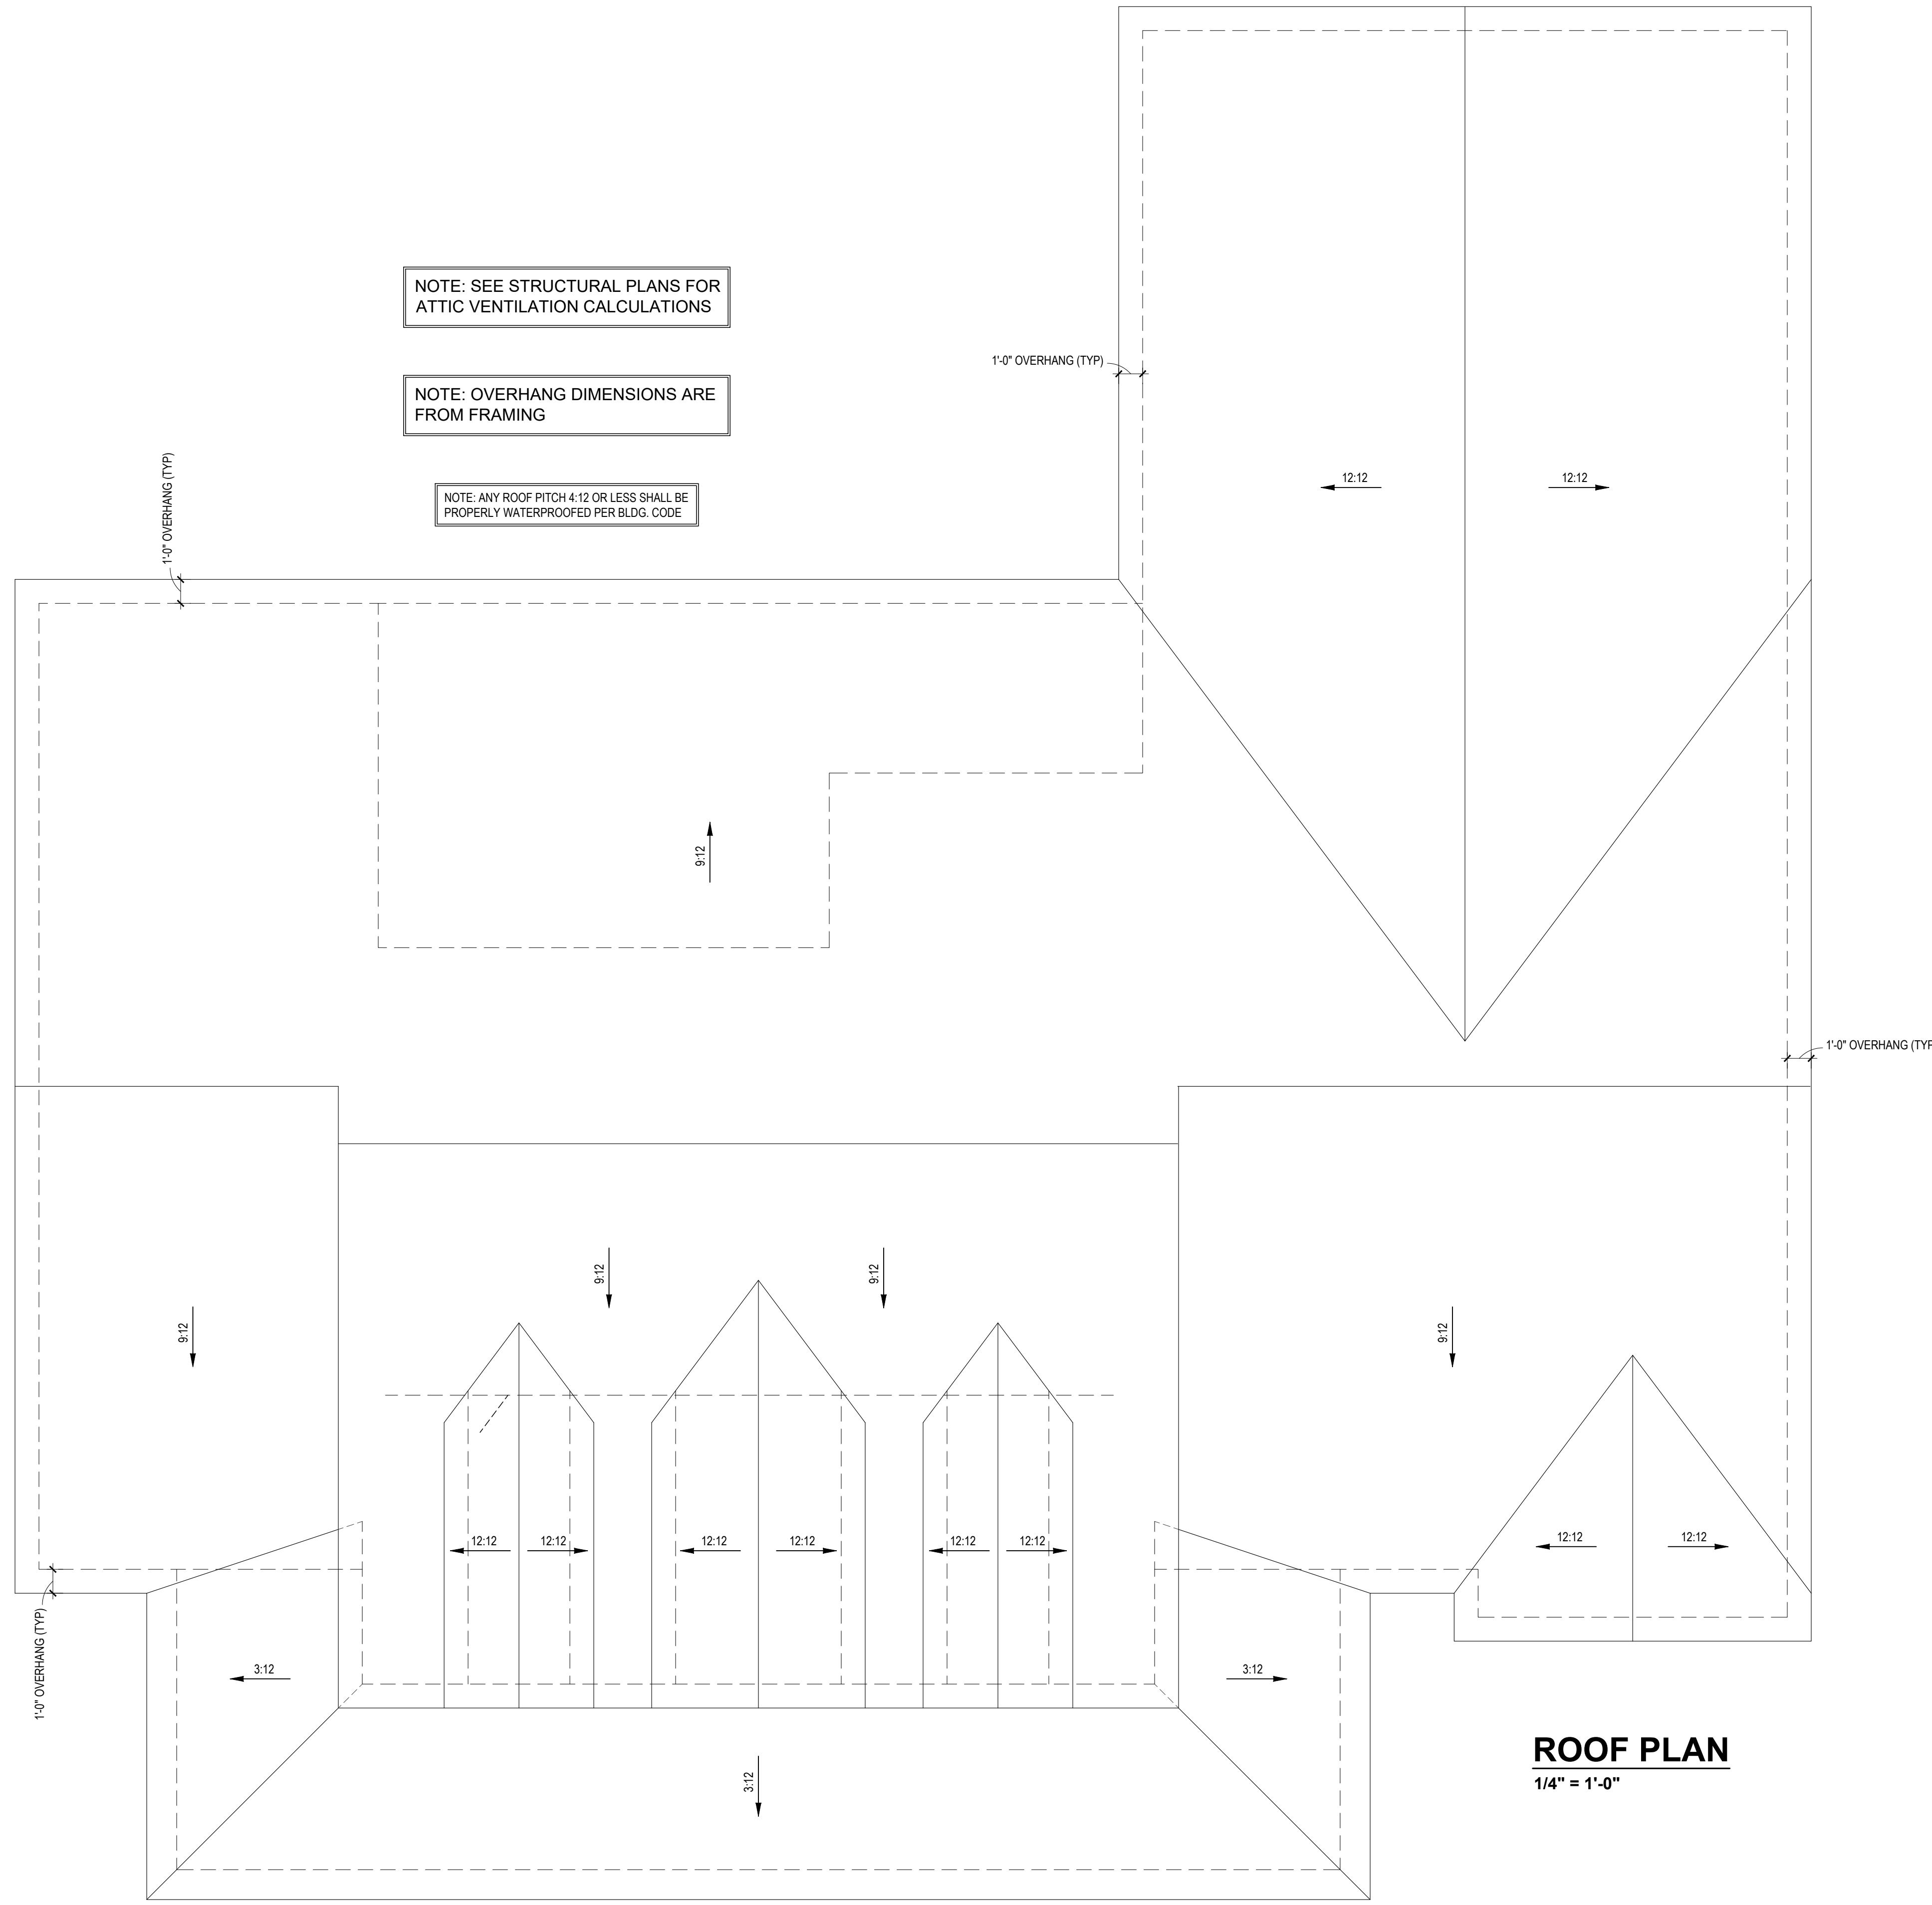 NOTE: SEE STRUCTURAL PLANS FOR
ATTIC VENTILATION CALCULATIONS
1'-0" OVERHANG (TYP)
NOTE: OVERHANG DIMENSIONS ARE
FROM FRAMING
1'-0" OVERHANG (TYP)
12:12
12:12
NOTE: ANY ROOF PITCH 4:12 OR LESS SHALL BE
PROPERLY WATERPROOFED PER BLDG. CODE
9:12
1'-0" OVERHANG (TYP
9:12
9:12
9:12
9:12
12:12
12:12
12:12
12:12
12:12
12:12
12:12
12:12
1'-0" OVERHANG (TYP)
3:12
3:12
3:12
ROOF PLAN
1/4" = 1'-0"